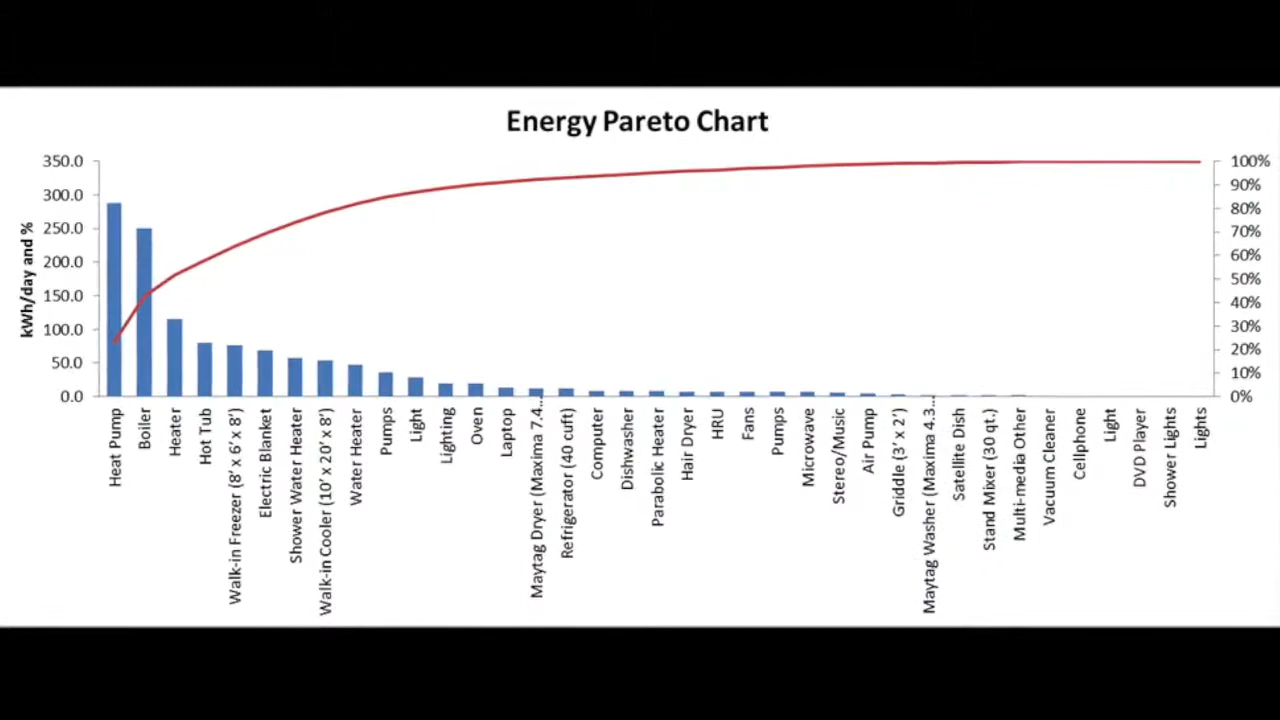 Energy Pareto Chart
kWh/day and %
350.0
300.0
250.0
200.0
150.0
100.0
50.0
0.0
100%
90%
80%
70%
60%
50%
40%
30%
20%
10%
0%
Heat Pump
Boiler
Heater
Hot Tub
Walk-in Freezer (8' x 6' x 8')
Electric Blanket
Shower Water Heater
Walk-in Cooler (10' x 20' x 8')
Water Heater
Pumps
Light
Lighting
Oven
Laptop
Maytag Dryer (Maxima 7.4...
Refrigerator (40 cuft)
Computer
Dishwasher
Parabolic Heater
Hair Dryer
HRU
Fans
Pumps
Microwave
Stereo/Music
Air Pump
Griddle (3' x 2')
Maytag Washer (Maxima 4.3...
Satellite Dish
Stand Mixer (30 qt.)
Multi-media Other
Vacuum Cleaner
Cellphone
Light
DVD Player
Shower Lights
Lights